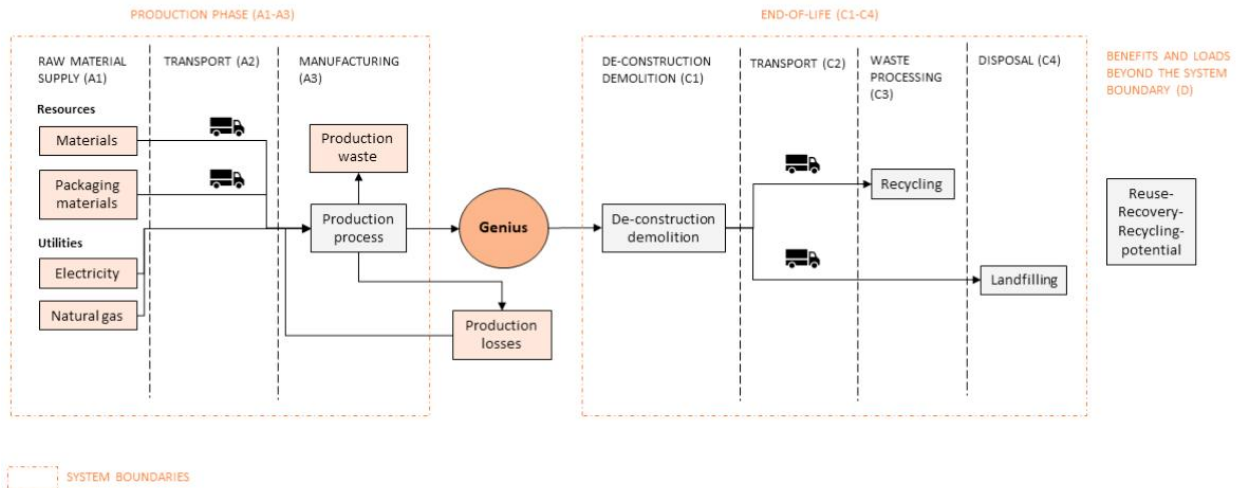 PRODUCTION PHASE (A1-A3)
END-OF-LIFE (C1-C4)
RAW MATERIAL
SUPPLY (A1)
TRANSPORT (A2)
MANUFACTURING
(A3)
DE-CONSTRUCTION
DEMOLITION (C1)
TRANSPORT (C2)
WASTE
PROCESSING
(C3)
DISPOSAL (C4)
BENEFITS AND LOADS
BEYOND THE SYSTEM
BOUNDARY (D)
Resources
Materials
Packaging
materials
Utilities
Electricity
Natural gas
Production
waste
Production
process
Genius
Production
losses
De-construction
demolition
Recycling
Landfilling
Reuse-
Recovery-
Recycling-
potential
SYSTEM BOUNDARIES